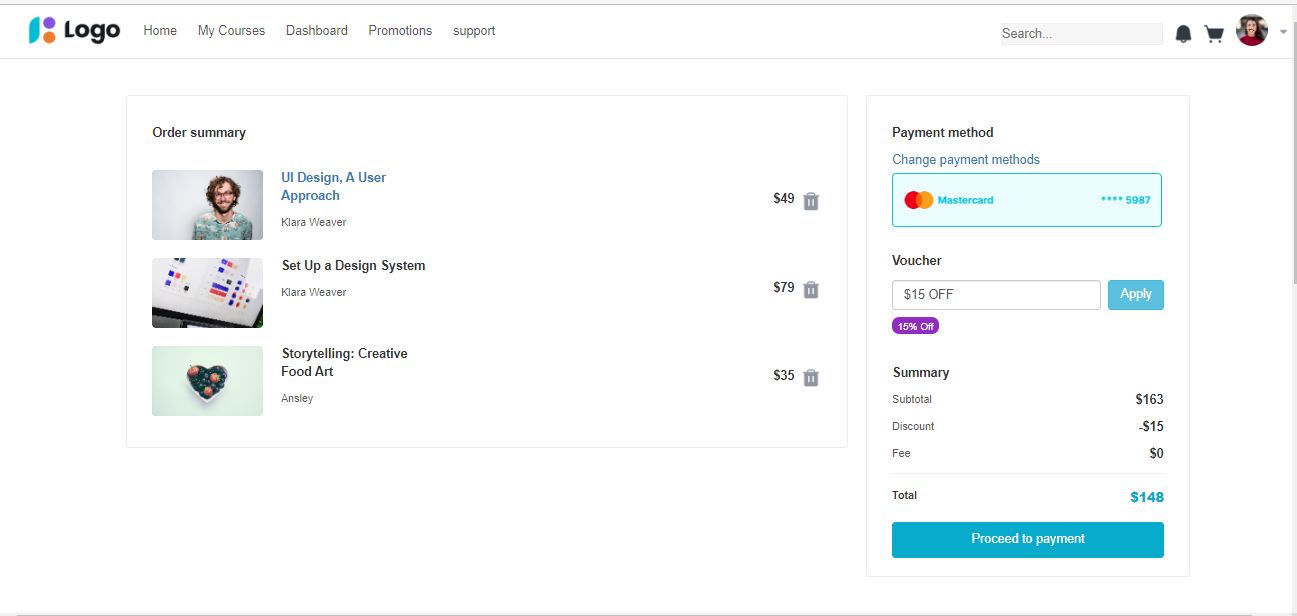 Logo
Home
My Courses
Dashboard
Promotions
support
Search...
Order summary
UI Design, A User
Approach
Klara Weaver
$49
Set Up a Design System
Klara Weaver
$79
Storytelling: Creative
Food Art
Ansley
$35
Payment method
Change payment methods
Mastercard
**** 5987
Voucher
$15 OFF
Apply
15% Off
Summary
Subtotal
$163
Discount
-$15
Fee
$0
Total
$148
Proceed to payment